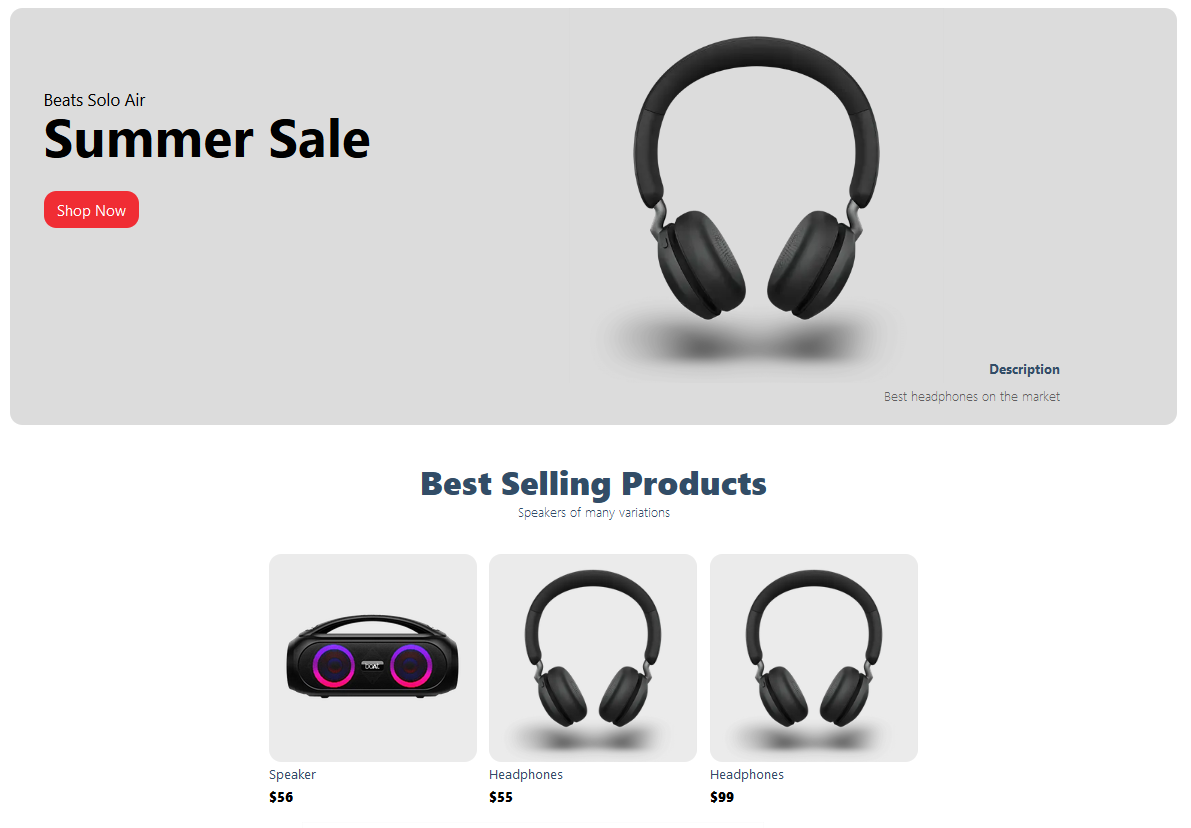 Beats Solo Air
Summer Sale
Shop Now
Description
Best headphones on the market
Best Selling Products
Speakers of many variations
Speaker
$56
Headphones
$55
Headphones
$99